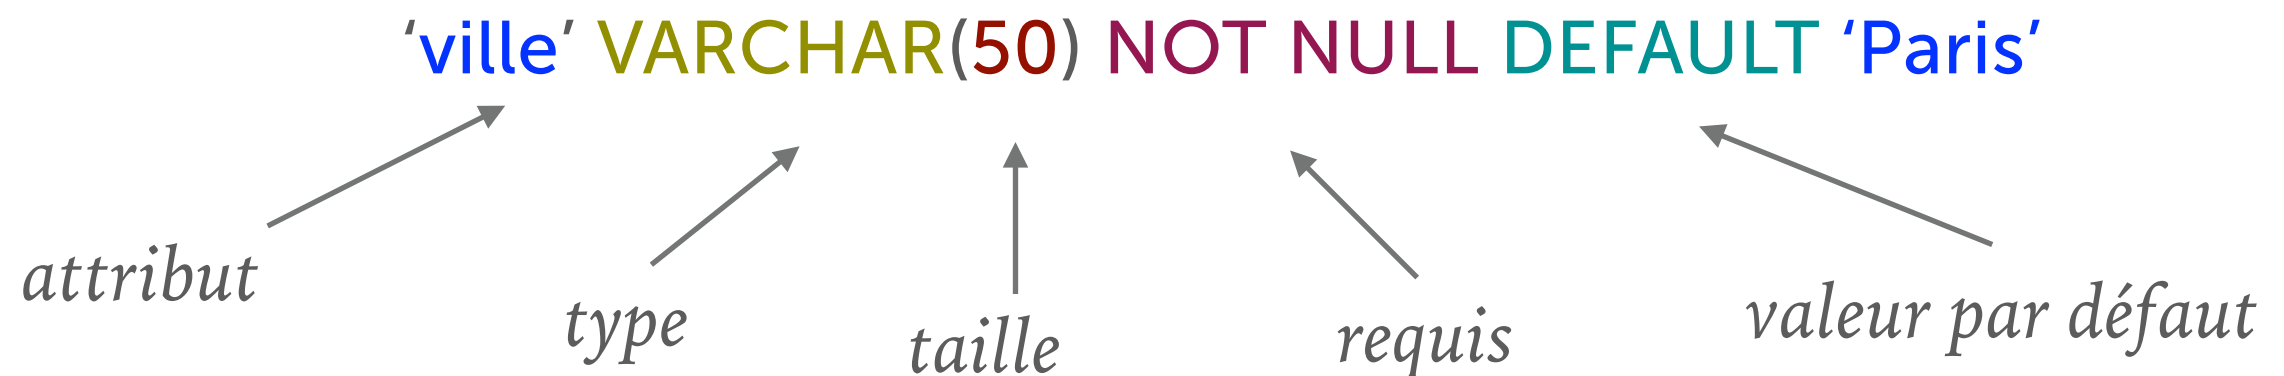 ‘ville’ VARCHAR(50) NOT NULL DEFAULT ‘Paris’
attribut
type
taille
requis
valeur par défaut